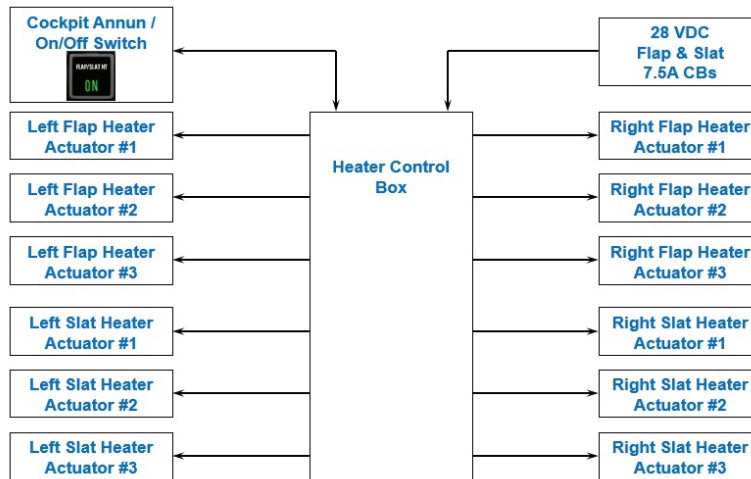 Cockpit Annun /
On/Off Switch
FLAP/SLAT HT
ON
28 VDC
Flap & Slat
7.5A CBs
Heater Control
Box
Left Flap Heater
Actuator #1
Right Flap Heater
Actuator #1
Left Flap Heater
Actuator #2
Right Flap Heater
Actuator #2
Left Flap Heater
Actuator #3
Right Flap Heater
Actuator #3
Left Slat Heater
Actuator #1
Right Slat Heater
Actuator #1
Left Slat Heater
Actuator #2
Right Slat Heater
Actuator #2
Left Slat Heater
Actuator #3
Right Slat Heater
Actuator #3